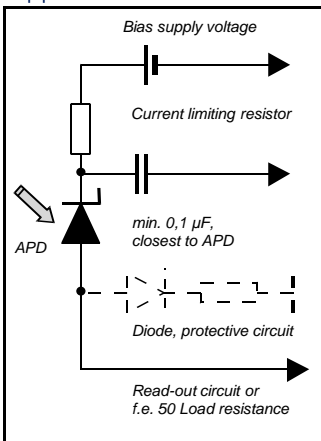 Bias supply voltage
Current limiting resistor
min. 0,1 µF,
closest to APD
APD
Diode, protective circuit
Read-out circuit or
f.e. 50 Load resistance